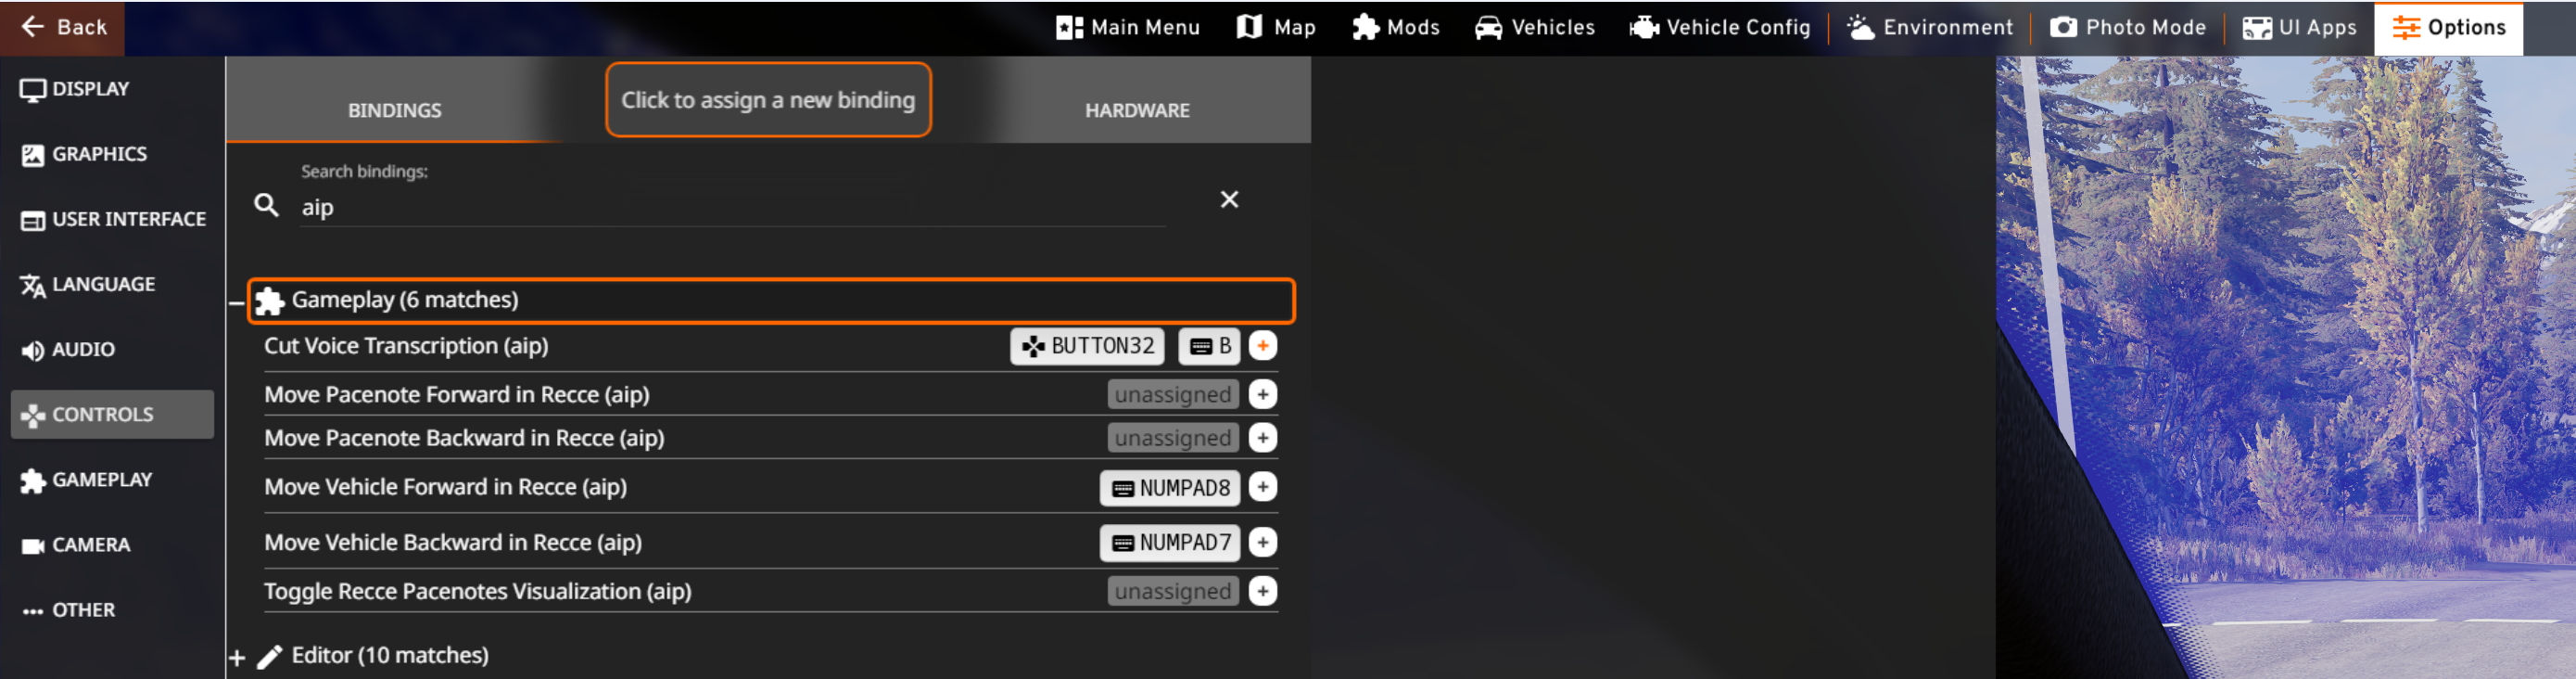 Back
Main Menu
Map
Mods
Vehicles
Vehicle Config
Environment
Photo Mode
UI Apps
Options
DISPLAY
GRAPHICS
USER INTERFACE
LANGUAGE
AUDIO
CONTROLS
GAMEPLAY
CAMERA
OTHER
BINDINGS
Click to assign a new binding
HARDWARE
Search bindings:
aip
Gameplay (6 matches)
Cut Voice Transcription (aip) BUTTON32 B
Move Pacenote Forward in Recce (aip) unassigned
Move Pacenote Backward in Recce (aip) unassigned
Move Vehicle Forward in Recce (aip) NUMPAD8
Move Vehicle Backward in Recce (aip) NUMPAD7
Toggle Recce Pacenotes Visualization (aip) unassigned
Editor (10 matches)